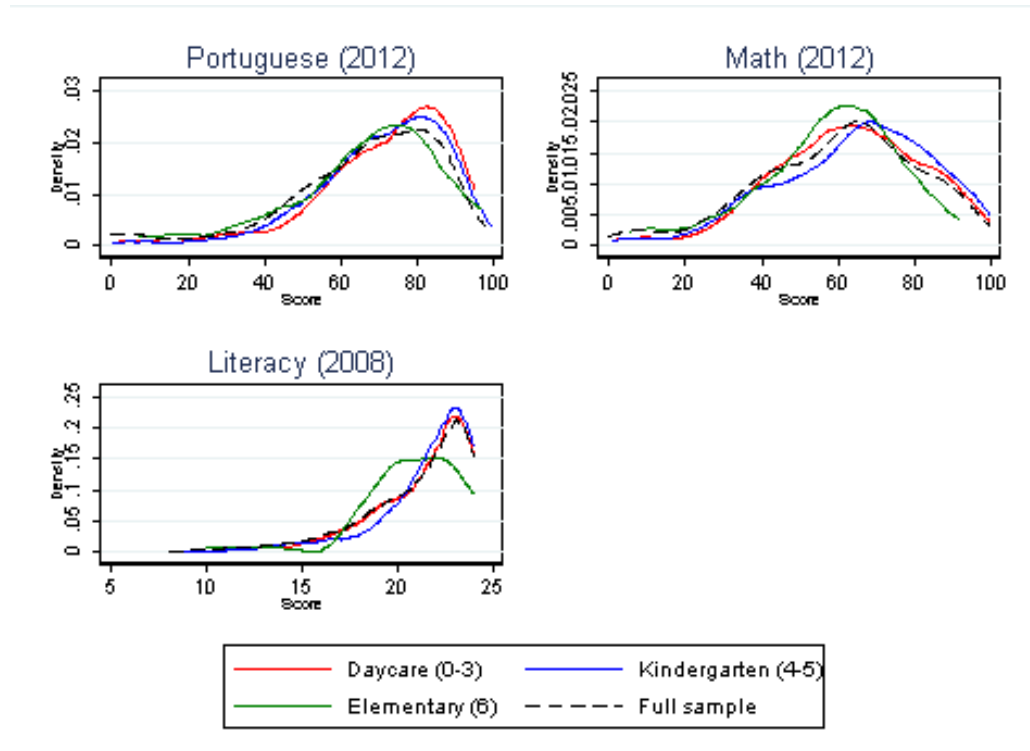 Portuguese (2012)
Density
0 .01 .02 .03
0 20 40 60 80 100
Score
Math (2012)
Density
0 .005 .01 .015 .02 .025
0 20 40 60 80 100
Score
Literacy (2008)
Density
0 .05 .1 .15 .2 .25
5 10 15 20 25
Score
Daycare (0-3) Kindergarten (4-5)
Elementary (6) Full sample